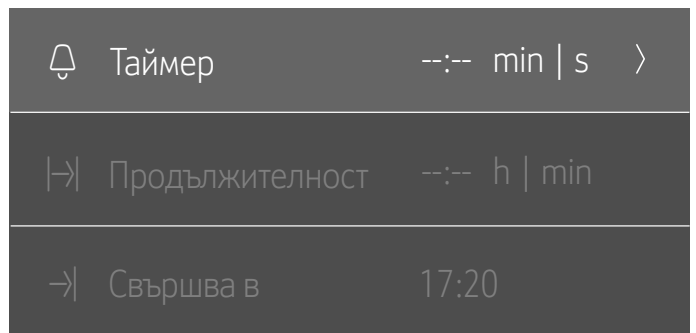 Таймер --:-- min | s
Продължителност --:-- h | min
Свършва в 17:20